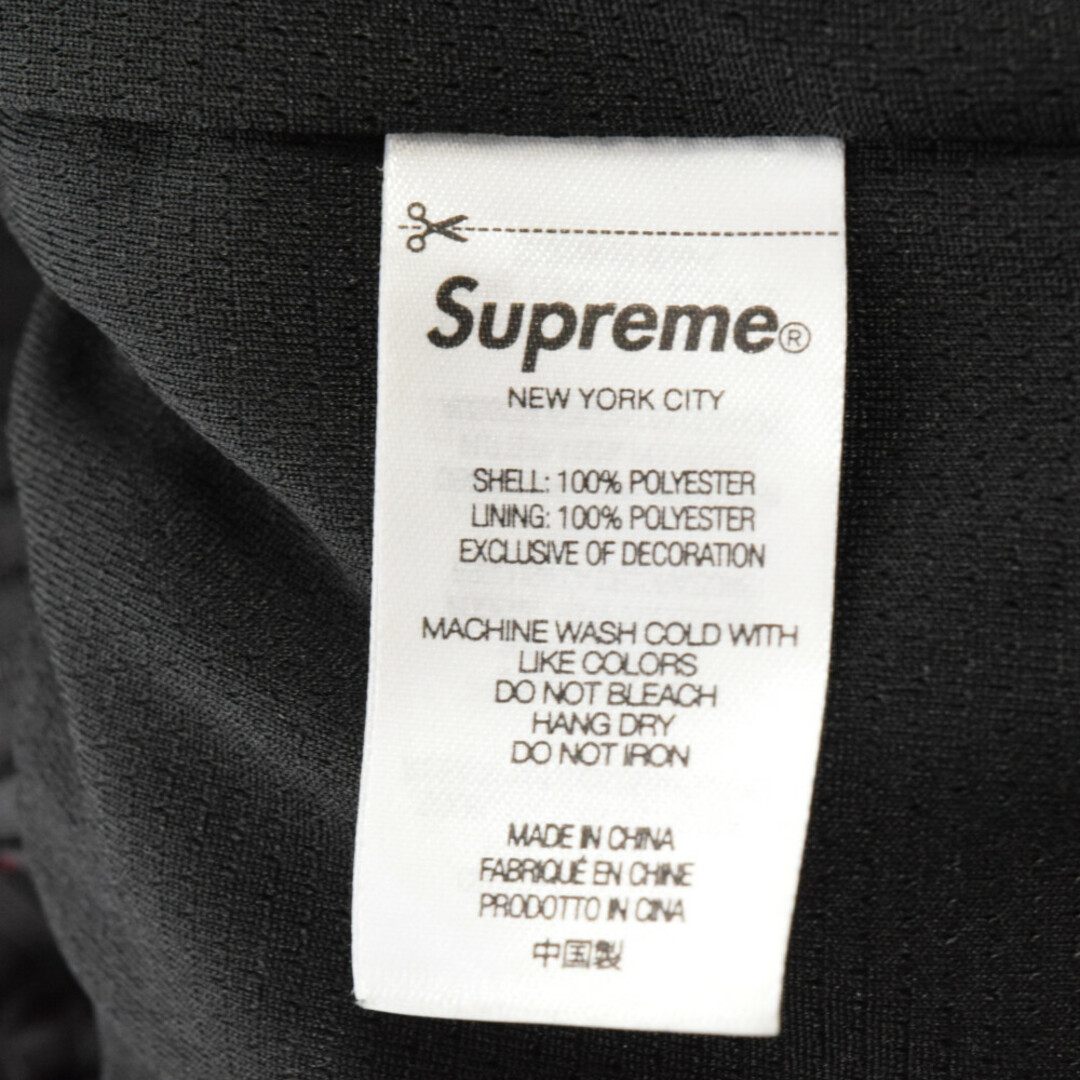 Supreme®
NEW YORK CITY
SHELL: 100% POLYESTER
LINING: 100% POLYESTER
EXCLUSIVE OF DECORATION
MACHINE WASH COLD WITH
LIKE COLORS
DO NOT BLEACH
HANG DRY
DO NOT IRON
MADE IN CHINA
FABRIQUÉ EN CHINE
PRODOTTO IN CINA
中国製